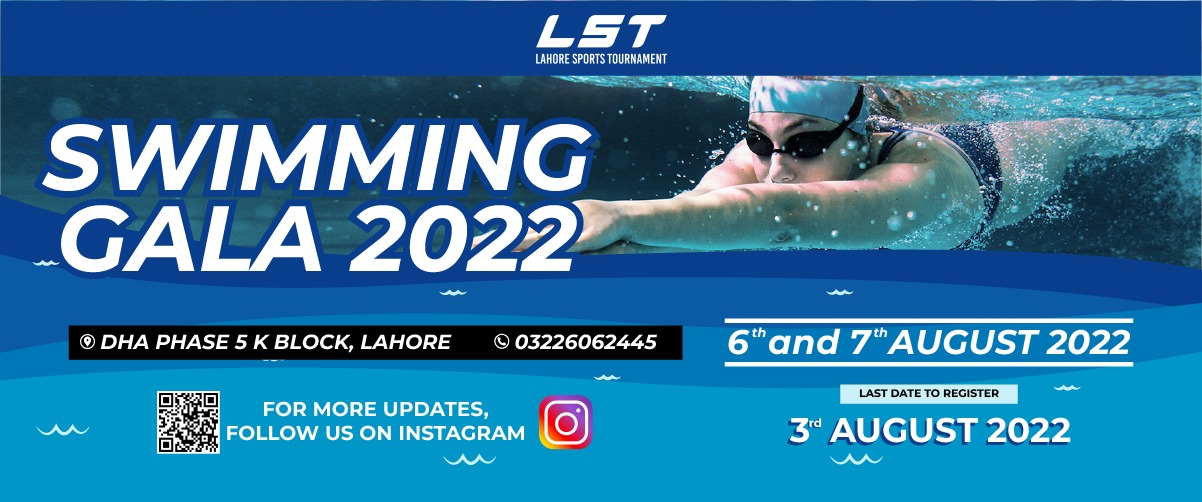 LST
LAHORE SPORTS TOURNAMENT
SWIMMING
GALA 2022
DHA PHASE 5 K BLOCK, LAHORE 03226062445
6th and 7th AUGUST 2022
LAST DATE TO REGISTER
3rd AUGUST 2022
FOR MORE UPDATES,
FOLLOW US ON INSTAGRAM